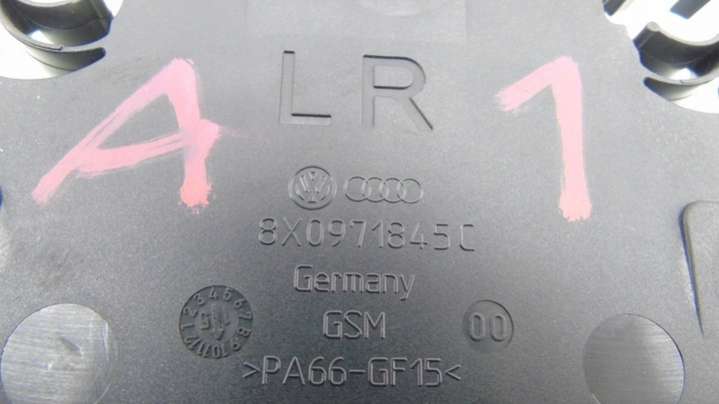 A LR 1
8X0971845C
Germany
GSM 00
>PA66-GF15<